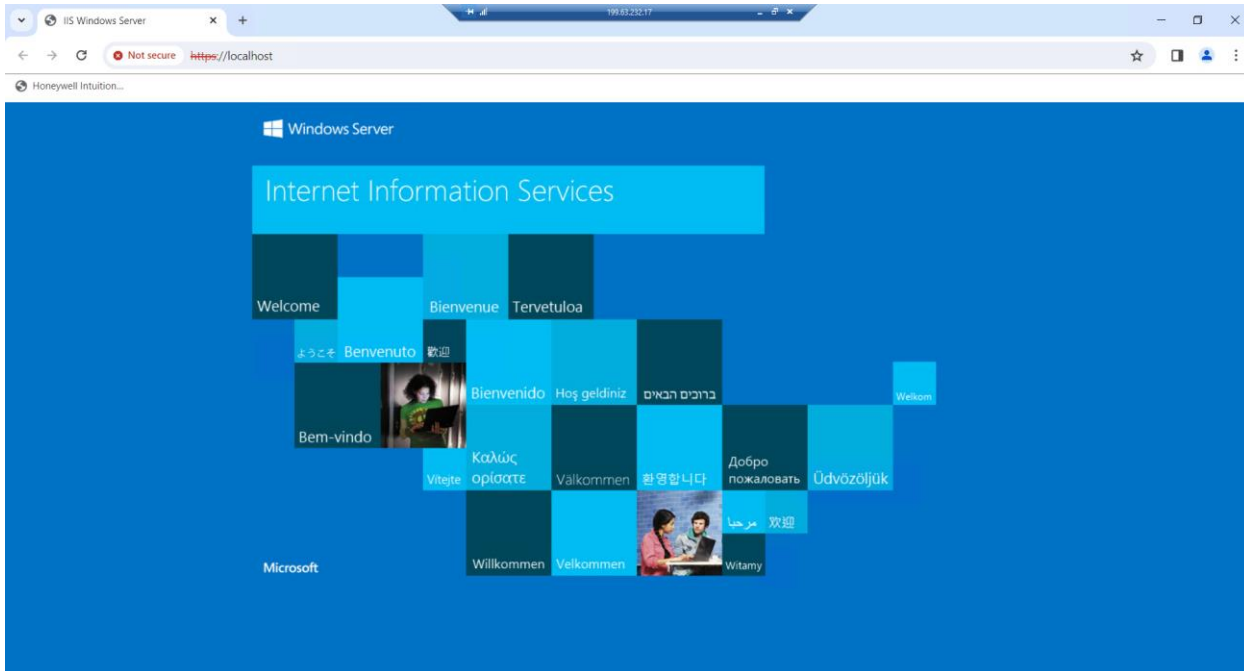 IIS Windows Server
199.63.232.17
Not secure https://localhost
Honeywell Intuition...
Windows Server
Internet Information Services
Welcome
Bienvenue
Tervetuloa
ようこそ
Benvenuto
歡迎
Bienvenido
Hoş geldiniz
ברוכים הבאים
Welkom
Bem-vindo
Vítejte
Καλώς
ορίσατε
Välkommen
환영합니다
Добро
пожаловать
Üdvözöljük
مرحبا
欢迎
Microsoft
Willkommen
Velkommen
Witamy